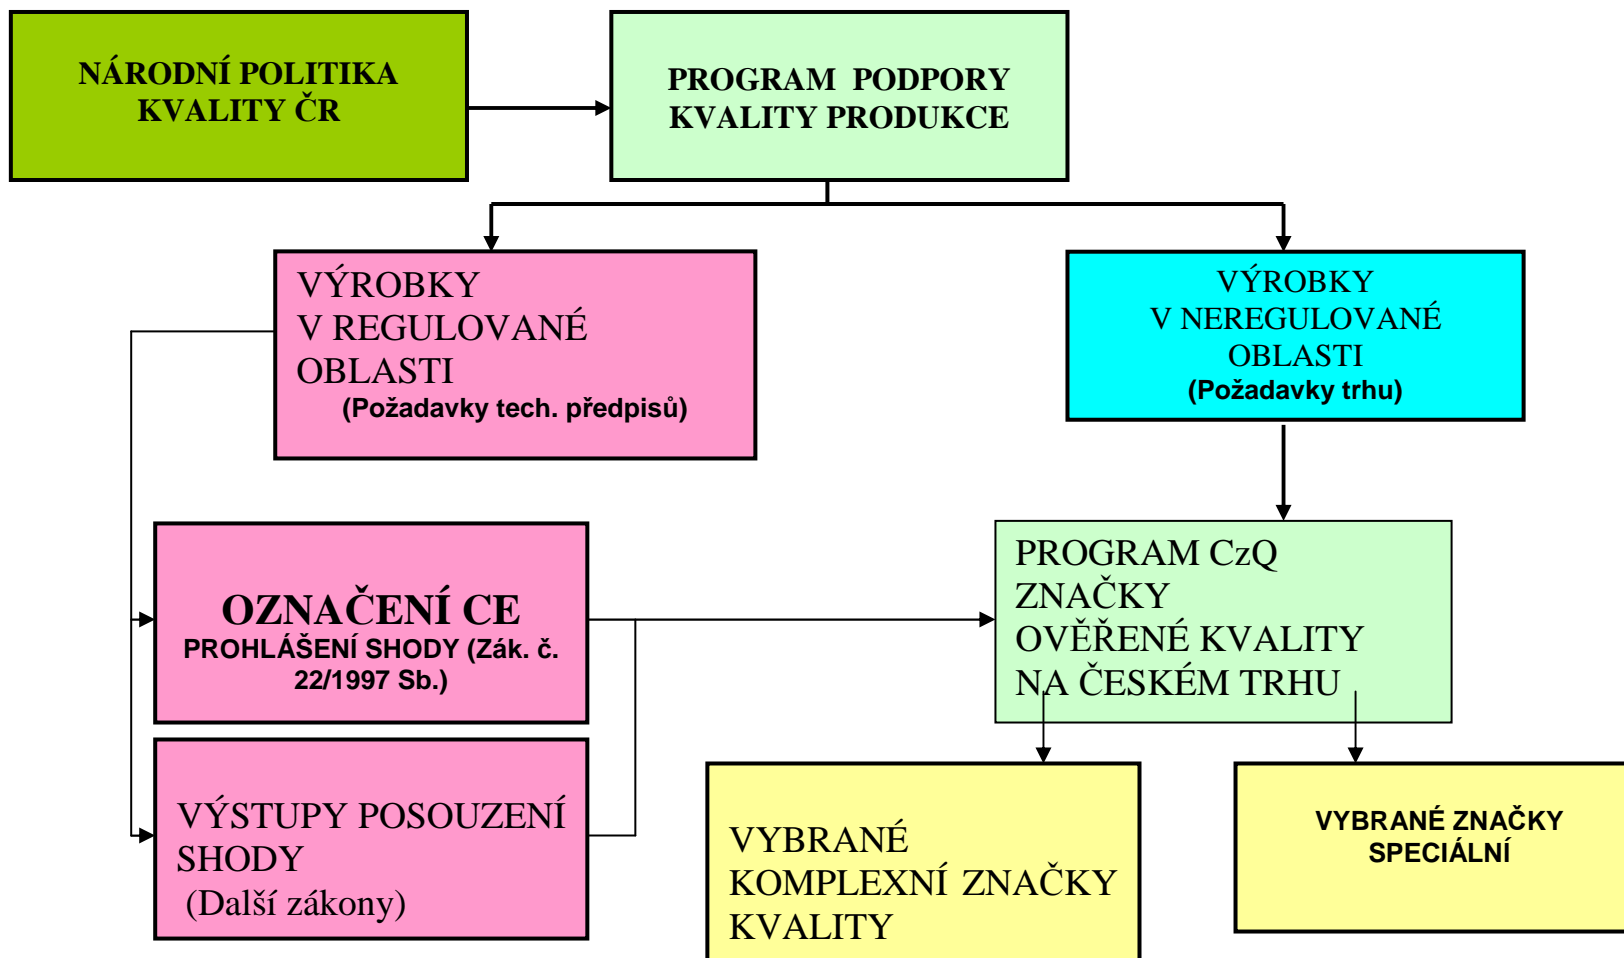 NÁRODNÍ POLITIKA
KVALITY ČR
PROGRAM PODPORY
KVALITY PRODUKCE
VÝROBKY
V REGULOVANÉ
OBLASTI
(Požadavky tech. předpisů)
VÝROBKY
V NEREGULOVANÉ
OBLASTI
(Požadavky trhu)
OZNAČENÍ CE
PROHLÁŠENÍ SHODY (Zák. č.
22/1997 Sb.)
PROGRAM CzQ
ZNAČKY
OVĚŘENÉ KVALITY
NA ČESKÉM TRHU
VÝSTUPY POSOUZENÍ
SHODY
(Další zákony)
VYBRANÉ
KOMPLEXNÍ ZNAČKY
KVALITY
VYBRANÉ ZNAČKY
SPECIÁLNÍ